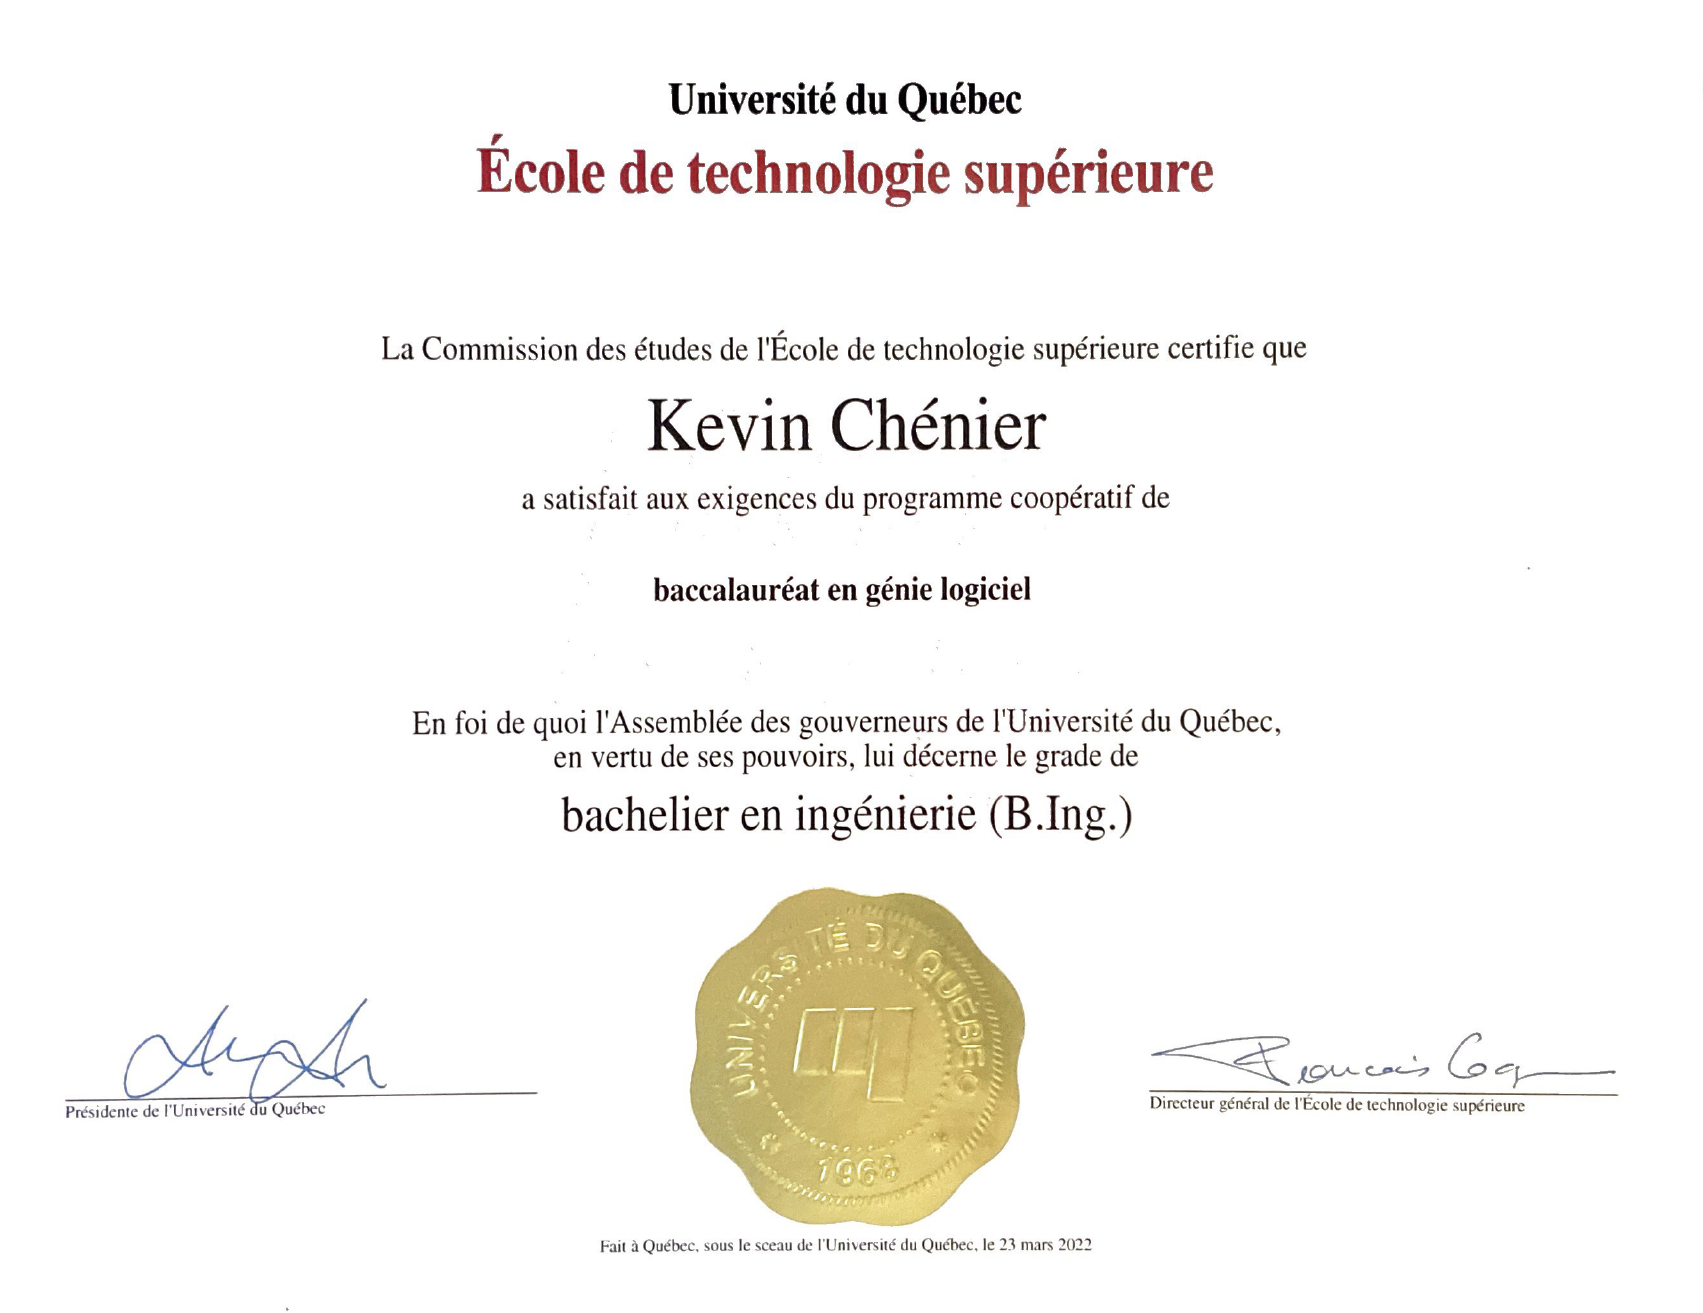 Université du Québec
École de technologie supérieure
La Commission des études de l'École de technologie supérieure certifie que
Kevin Chénier
a satisfait aux exigences du programme coopératif de
baccalauréat en génie logiciel
En foi de quoi l'Assemblée des gouverneurs de l'Université du Québec,
en vertu de ses pouvoirs, lui décerne le grade de
bachelier en ingénierie (B.Ing.)
UNIVERSITÉ DU QUÉBEC
1968
Présidente de l'Université du Québec
Directeur général de l'École de technologie supérieure
Fait à Québec, sous le sceau de l'Université du Québec, le 23 mars 2022